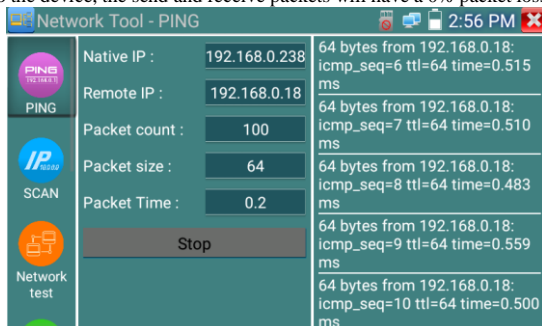 the device, the send and receive packets will have a 0% packet loss
Network Tool - PING
2:56 PM
PING
PING
SCAN
IP
Network
test
Native IP :
192.168.0.238
Remote IP :
192.168.0.18
Packet count :
100
Packet size :
64
Packet Time :
0.2
Stop
64 bytes from 192.168.0.18:
icmp_seq=6 ttl=64 time=0.515
ms
64 bytes from 192.168.0.18:
icmp_seq=7 ttl=64 time=0.510
ms
64 bytes from 192.168.0.18:
icmp_seq=8 ttl=64 time=0.483
ms
64 bytes from 192.168.0.18:
icmp_seq=9 ttl=64 time=0.559
ms
64 bytes from 192.168.0.18:
icmp_seq=10 ttl=64 time=0.500
ms